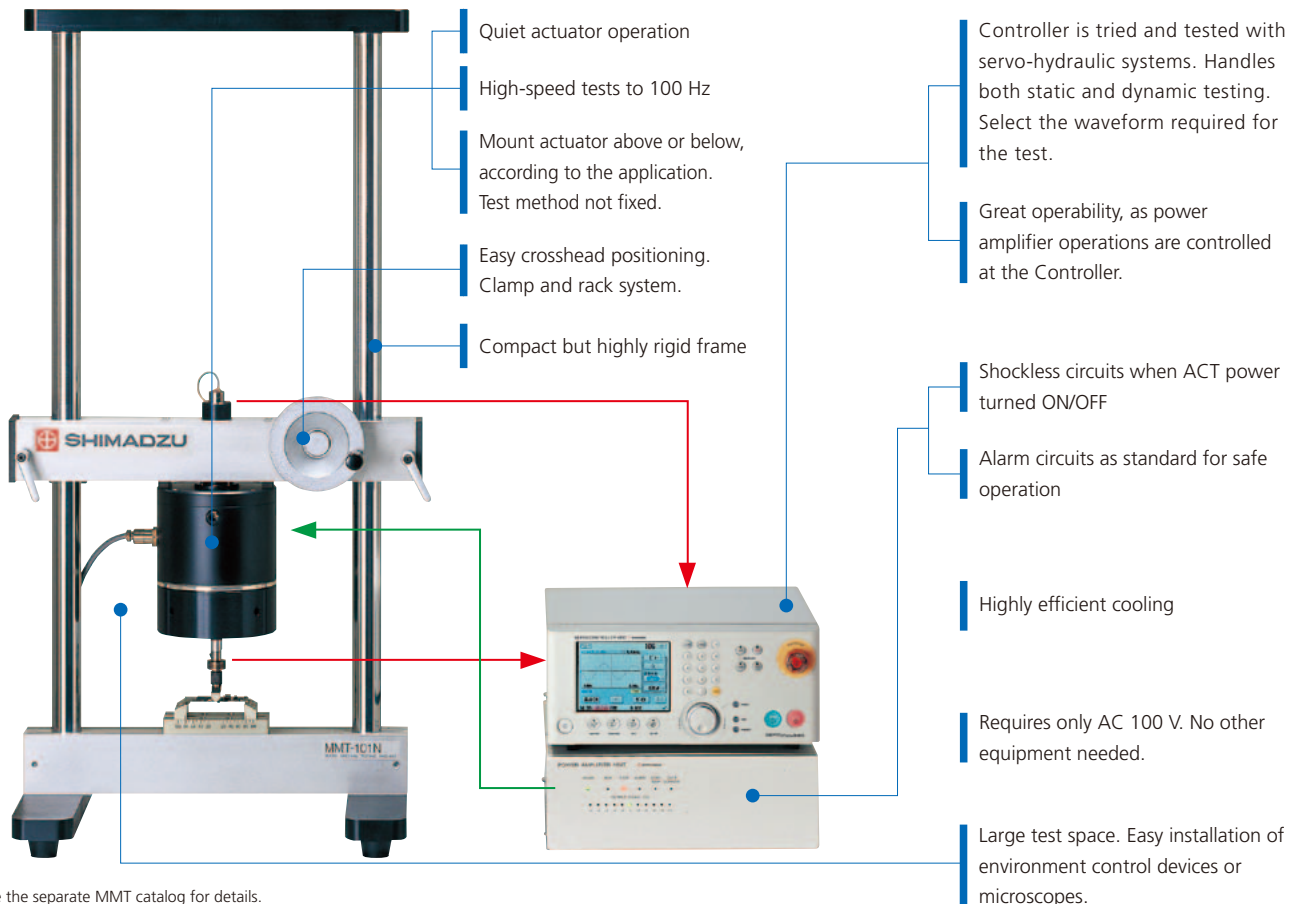 Quiet actuator operation
High-speed tests to 100 Hz
Mount actuator above or below,
according to the application.
Test method not fixed.
Easy crosshead positioning.
Clamp and rack system.
Compact but highly rigid frame
Controller is tried and tested with
servo-hydraulic systems. Handles
both static and dynamic testing.
Select the waveform required for
the test.
Great operability, as power
amplifier operations are controlled
at the Controller.
Shockless circuits when ACT power
turned ON/OFF
Alarm circuits as standard for safe
operation
Highly efficient cooling
Requires only AC 100 V. No other
equipment needed.
Large test space. Easy installation of
environment control devices or
microscopes.
SHIMADZU
MMT-101N
POWER AMPLIFIER UNIT
the separate MMT catalog for details.